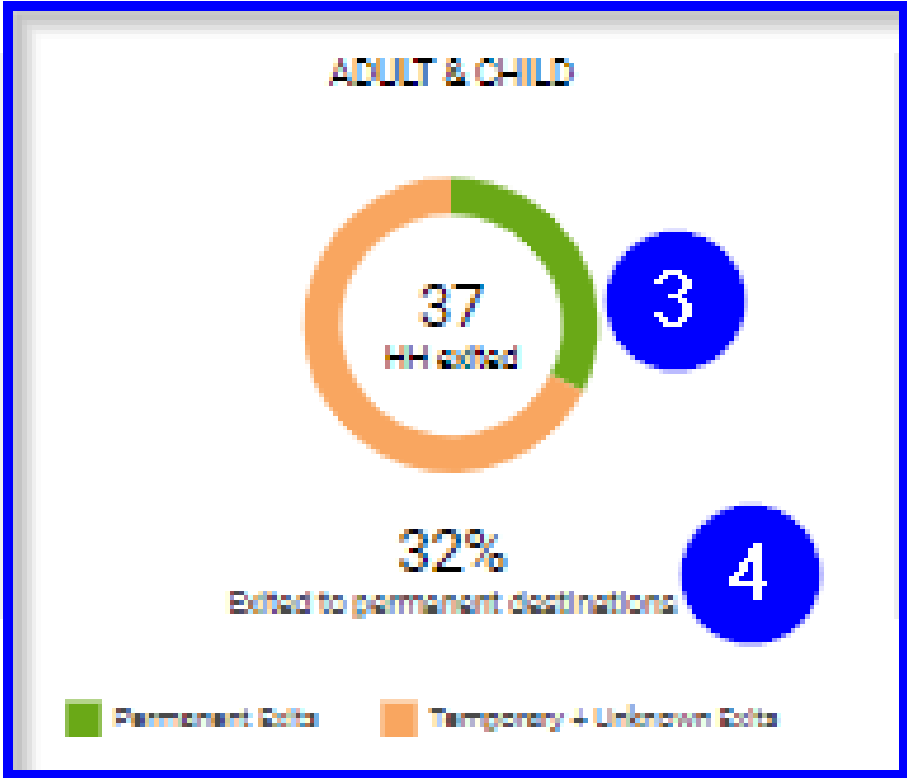 ADULT & CHILD
37
HH exited
3
32%
Exited to permanent destinations
4
Permanent Exits
Temporary + Unknown Exits